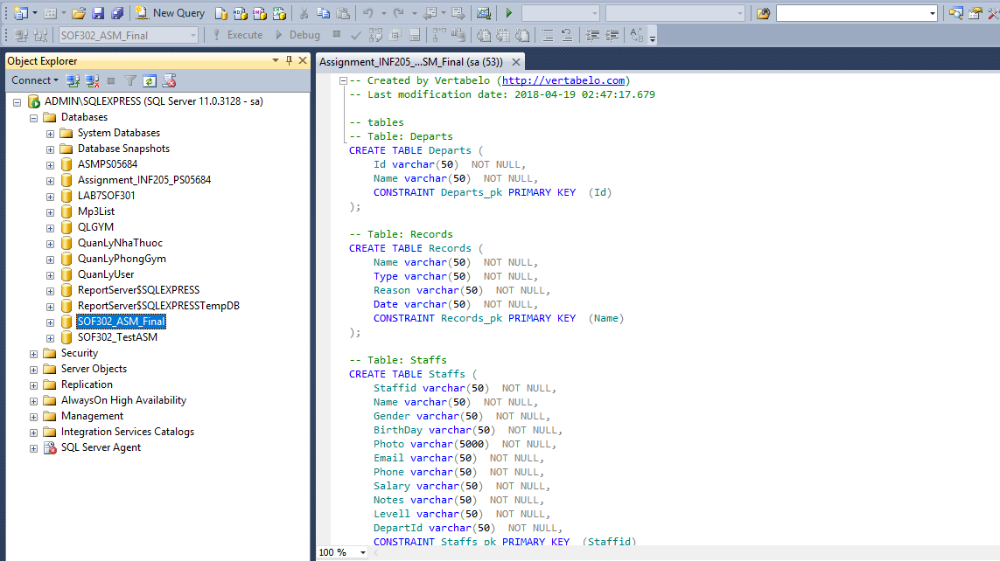 New Query
SOF302_ASM_Final
Execute
Debug
Object Explorer
Connect
ADMIN\SQLEXPRESS (SQL Server 11.0.3128 - sa)
Databases
System Databases
Database Snapshots
ASMPS05684
Assignment_INF205_PS05684
LAB7SOF301
Mp3List
QLGYM
QuanLyNhaThuoc
QuanLyPhongGym
QuanLyUser
ReportServer$SQLEXPRESS
ReportServer$SQLEXPRESSTempDB
SOF302_ASM_Final
SOF302_TestASM
Security
Server Objects
Replication
AlwaysOn High Availability
Management
Integration Services Catalogs
SQL Server Agent
Assignment_INF205_...SM_Final (sa (53))
-- Created by Vertabelo (http://vertabelo.com)
-- Last modification date: 2018-04-19 02:47:17.679
-- tables
-- Table: Departs
CREATE TABLE Departs (
Id varchar(50)  NOT NULL,
Name varchar(50)  NOT NULL,
CONSTRAINT Departs_pk PRIMARY KEY  (Id)
);
-- Table: Records
CREATE TABLE Records (
Name varchar(50)  NOT NULL,
Type varchar(50)  NOT NULL,
Reason varchar(50)  NOT NULL,
Date varchar(50)  NOT NULL,
CONSTRAINT Records_pk PRIMARY KEY  (Name)
);
-- Table: Staffs
CREATE TABLE Staffs (
Staffid varchar(50)  NOT NULL,
Name varchar(50)  NOT NULL,
Gender varchar(50)  NOT NULL,
BirthDay varchar(50)  NOT NULL,
Photo varchar(5000)  NOT NULL,
Email varchar(50)  NOT NULL,
Phone varchar(50)  NOT NULL,
Salary varchar(50)  NOT NULL,
Notes varchar(50)  NOT NULL,
Levell varchar(50)  NOT NULL,
DepartId varchar(50)  NOT NULL,
CONSTRAINT Staffs_pk PRIMARY KEY  (Staffid)
100 %